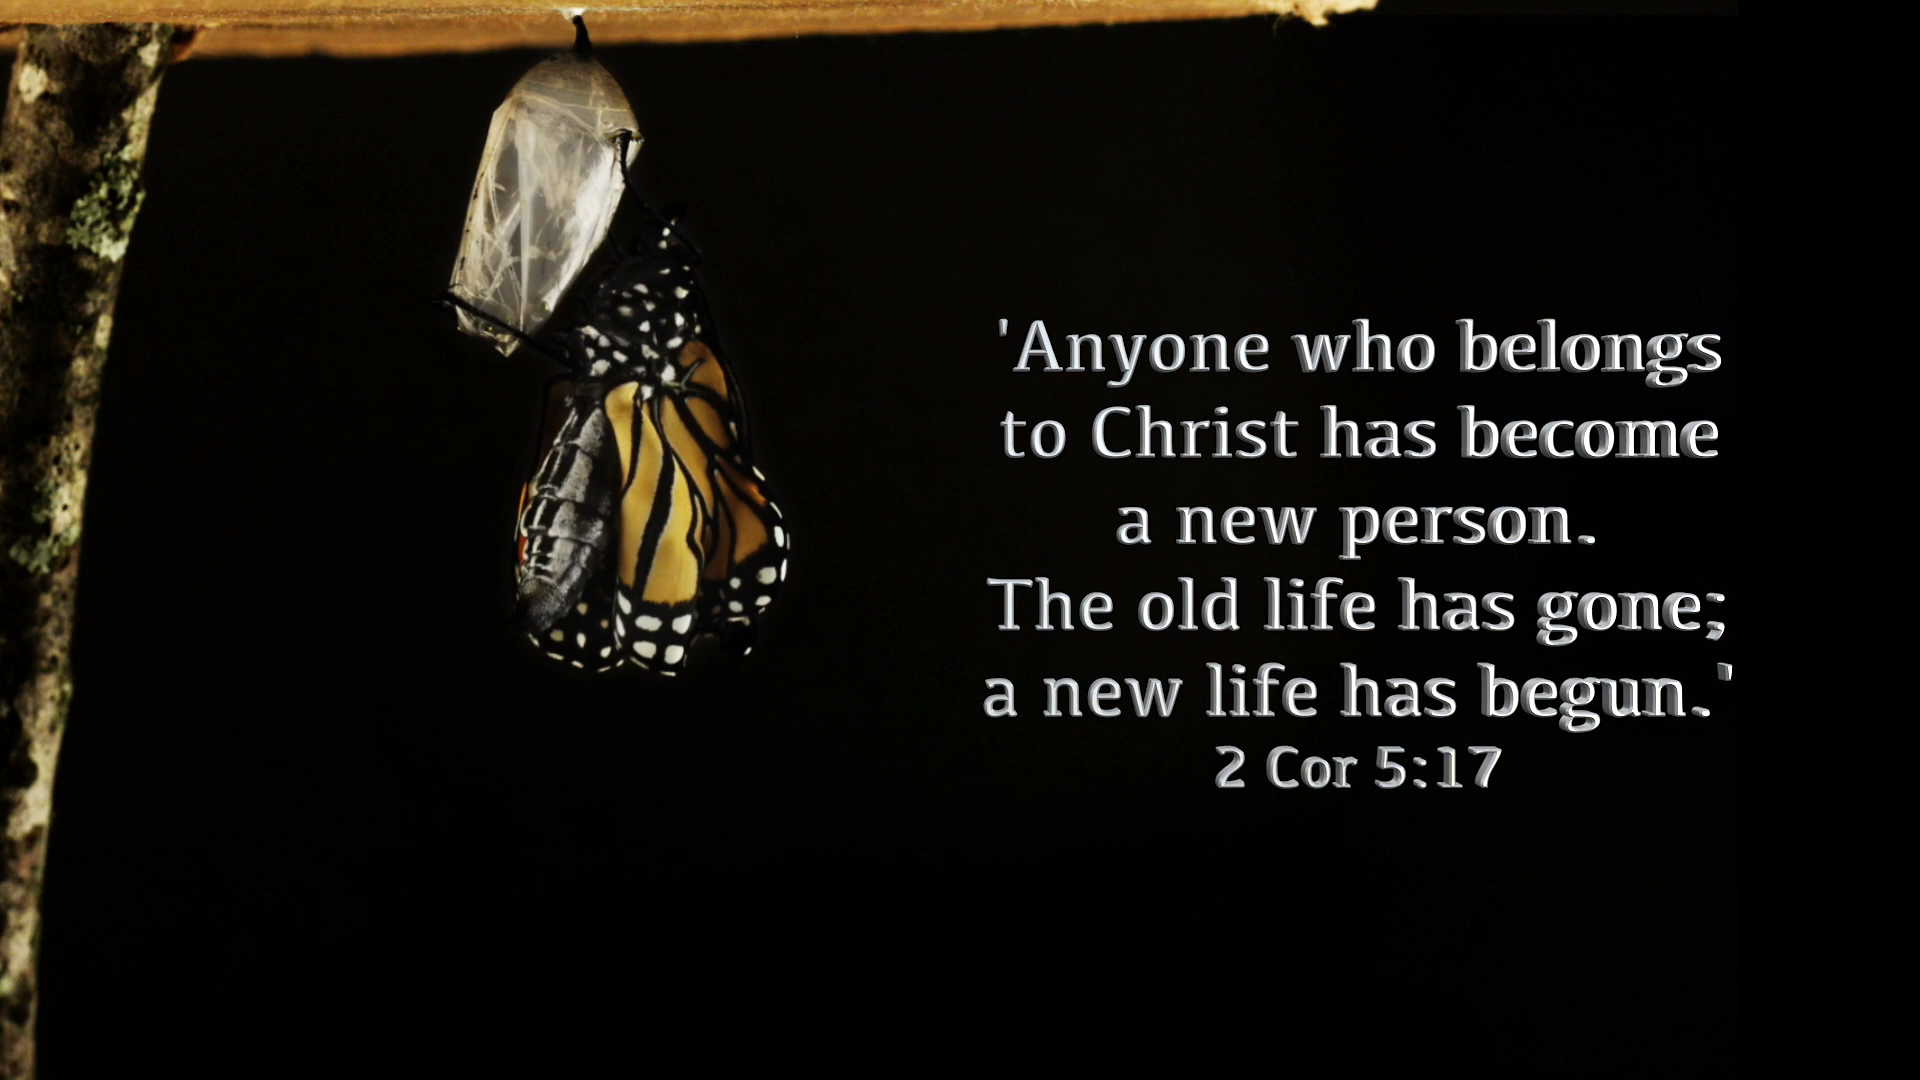 'Anyone who belongs
to Christ has become
a new person.
The old life has gone;
a new life has begun.'
2 Cor 5:17